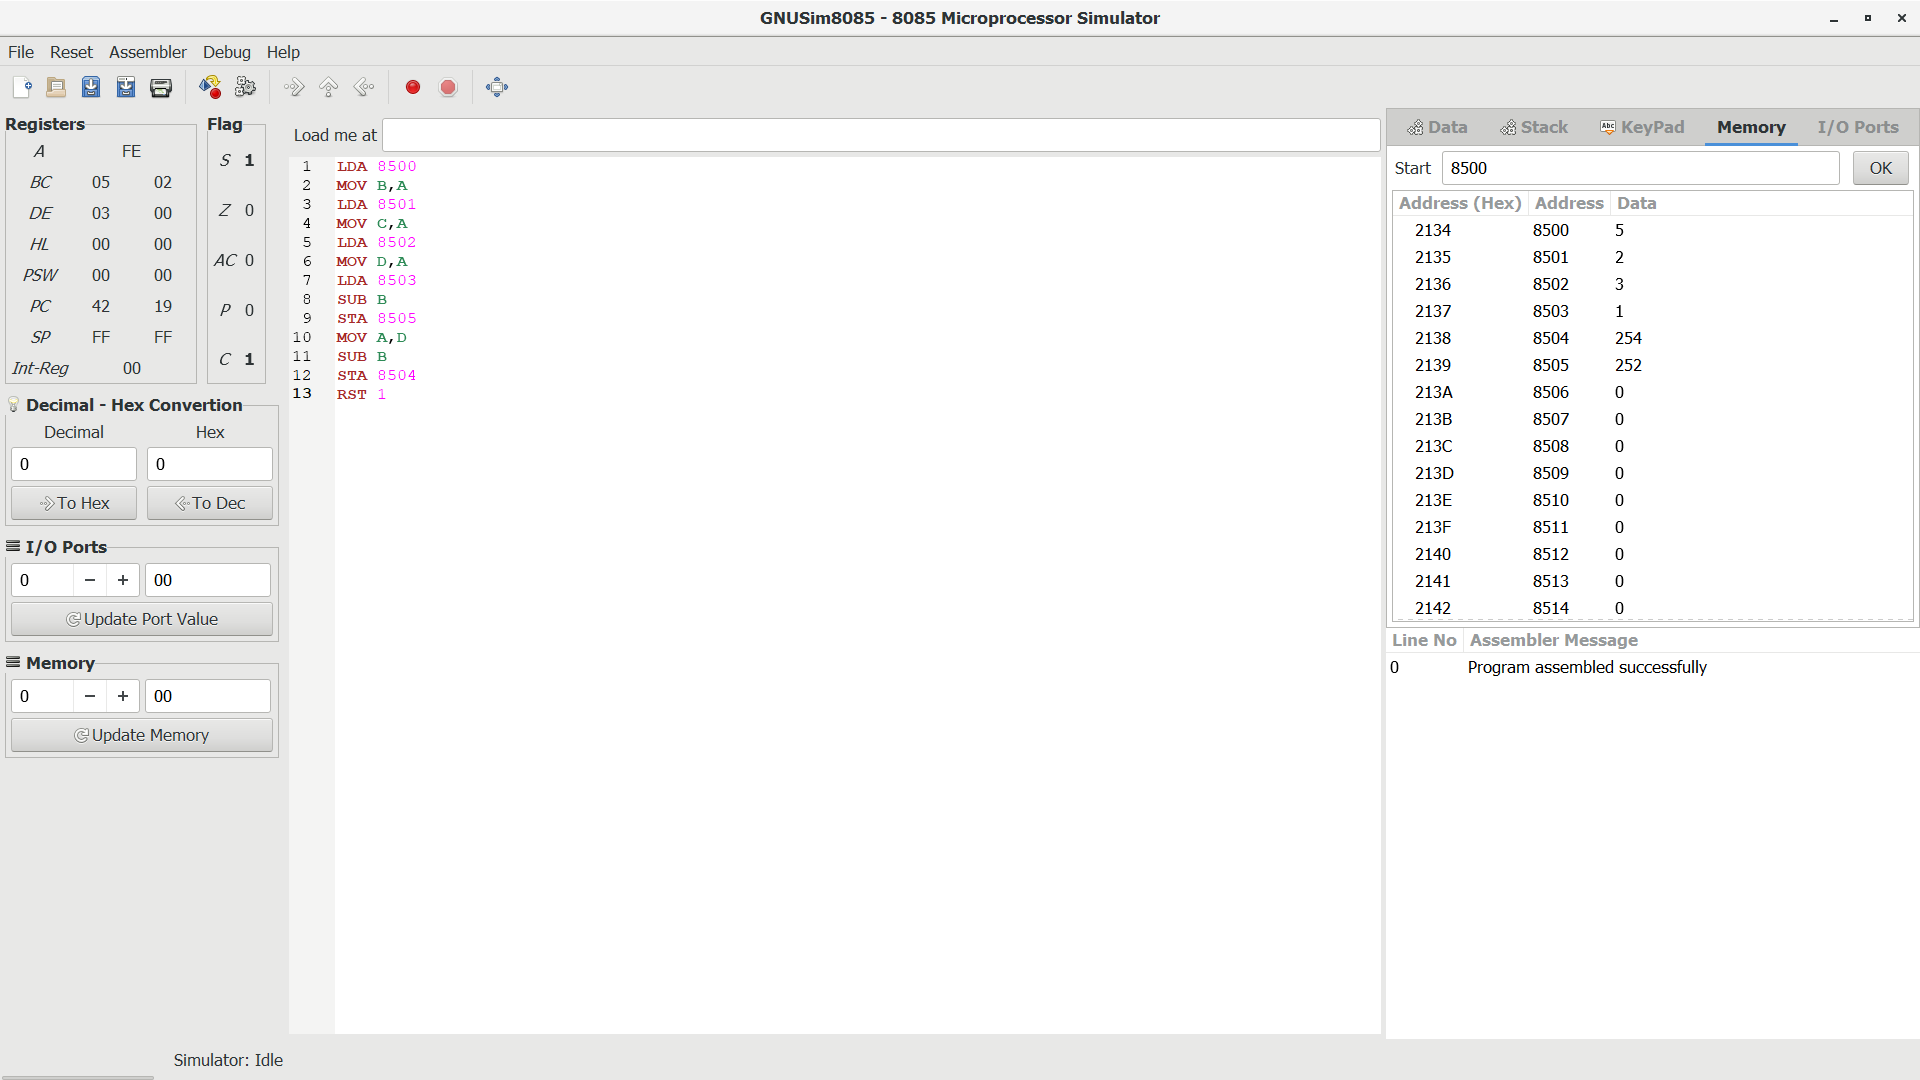 GNUSim8085 - 8085 Microprocessor Simulator
File Reset Assembler Debug Help
Registers
A FE
BC 05 02
DE 03 00
HL 00 00
PSW 00 00
PC 42 19
SP FF FF
Int-Reg 00
Flag
S 1
Z 0
AC 0
P 0
C 1
Decimal - Hex Convertion
Decimal Hex
0 0
To Hex To Dec
I/O Ports
0 − + 00
Update Port Value
Memory
0 − + 00
Update Memory
Load me at
1 LDA 8500
2 MOV B,A
3 LDA 8501
4 MOV C,A
5 LDA 8502
6 MOV D,A
7 LDA 8503
8 SUB B
9 STA 8505
10 MOV A,D
11 SUB B
12 STA 8504
13 RST 1
Data Stack Abc KeyPad Memory I/O Ports
Start 8500 OK
Address (Hex) Address Data
2134 8500 5
2135 8501 2
2136 8502 3
2137 8503 1
2138 8504 254
2139 8505 252
213A 8506 0
213B 8507 0
213C 8508 0
213D 8509 0
213E 8510 0
213F 8511 0
2140 8512 0
2141 8513 0
2142 8514 0
Line No Assembler Message
0 Program assembled successfully
Simulator: Idle